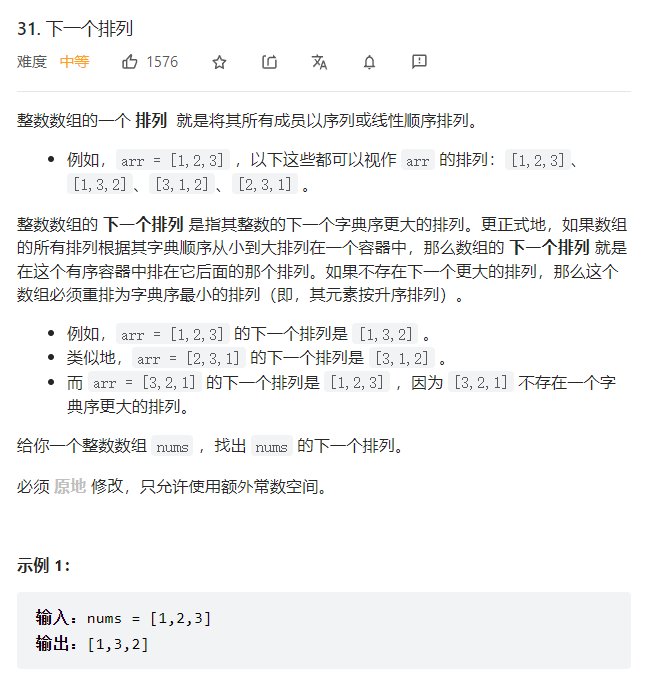 31. 下一个排列
难度 中等 1576
整数数组的一个 排列 就是将其所有成员以序列或线性顺序排列。
例如，arr = [1,2,3] ，以下这些都可以视作 arr 的排列：[1,2,3]、
[1,3,2]、[3,1,2]、[2,3,1] 。
整数数组的 下一个排列 是指其整数的下一个字典序更大的排列。更正式地，如果数组
的所有排列根据其字典顺序从小到大排列在一个容器中，那么数组的 下一个排列 就是
在这个有序容器中排在它后面的那个排列。如果不存在下一个更大的排列，那么这个
数组必须重排为字典序最小的排列（即，其元素按升序排列）。
例如，arr = [1,2,3] 的下一个排列是 [1,3,2] 。
类似地，arr = [2,3,1] 的下一个排列是 [3,1,2] 。
而 arr = [3,2,1] 的下一个排列是 [1,2,3] ，因为 [3,2,1] 不存在一个字
典序更大的排列。
给你一个整数数组 nums ，找出 nums 的下一个排列。
必须 原地 修改，只允许使用额外常数空间。
示例 1：
输入：nums = [1,2,3]
输出：[1,3,2]